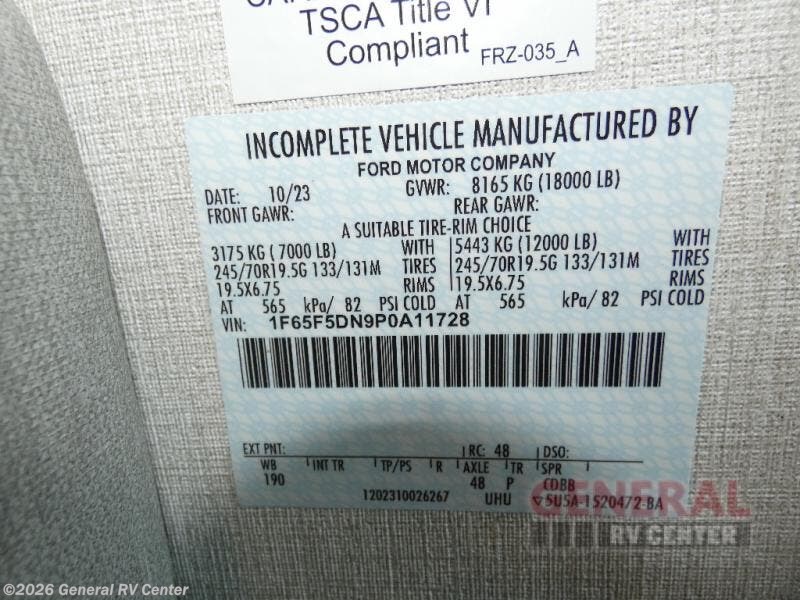 TSCA Title VI
Compliant FRZ-035_A
INCOMPLETE VEHICLE MANUFACTURED BY
FORD MOTOR COMPANY
DATE: 10/23 GVWR: 8165 KG (18000 LB)
FRONT GAWR: REAR GAWR:
A SUITABLE TIRE-RIM CHOICE
3175 KG (7000 LB) WITH 5443 KG (12000 LB) WITH
245/70R19.5G 133/131M TIRES 245/70R19.5G 133/131M TIRES
19.5X6.75 RIMS 19.5X6.75 RIMS
AT 565 kPa/ 82 PSI COLD AT 565 kPa/ 82 PSI COLD
VIN: 1F65F5DN9P0A11728
EXT PNT: RC: 48 DSO:
WB INT TR TP/PS R AXLE TR SPR
190 48 P CDBB
1202310026267 UHU 5U5A-1520472-BA
GENERAL
RV CENTER
©2026 General RV Center